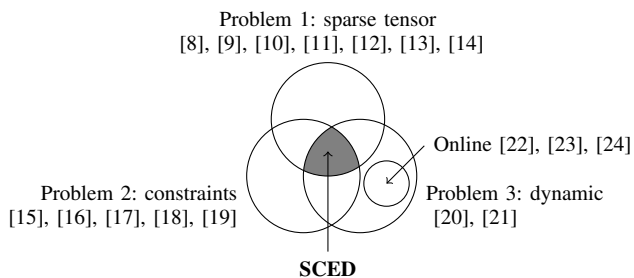 Problem 1: sparse tensor
[8], [9], [10], [11], [12], [13], [14]
Online [22], [23], [24]
Problem 2: constraints
[15], [16], [17], [18], [19]
Problem 3: dynamic
[20], [21]
SCED